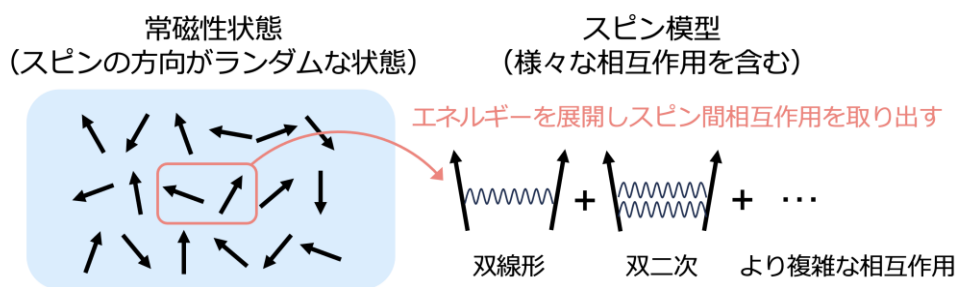 常磁性状態
（スピンの方向がランダムな状態）
スピン模型
（様々な相互作用を含む）
エネルギーを展開しスピン間相互作用を取り出す
+
+ …
双線形
双二次
より複雑な相互作用